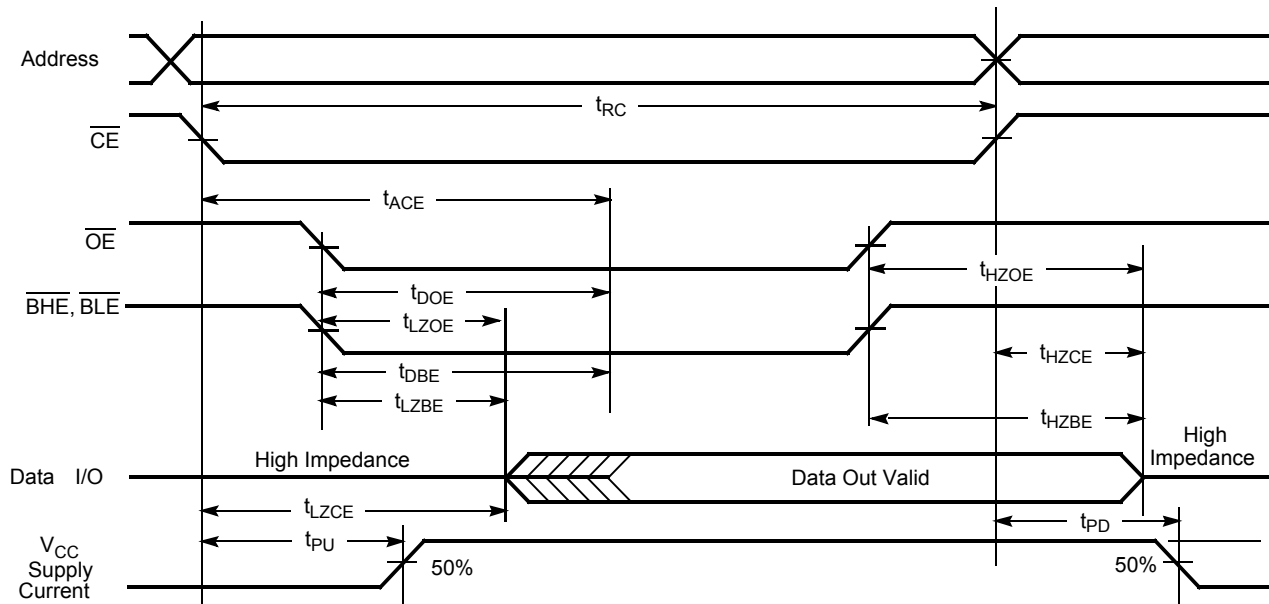 Address
tRC
CE
tACE
OE
tHZOE
tDOE
BHE, BLE
tLZOE
tHZCE
tDBE
tLZBE
tHZBE
High Impedance
High Impedance
Data I/O
Data Out Valid
tLZCE
tPD
tPU
VCC
Supply
Current
50%
50%